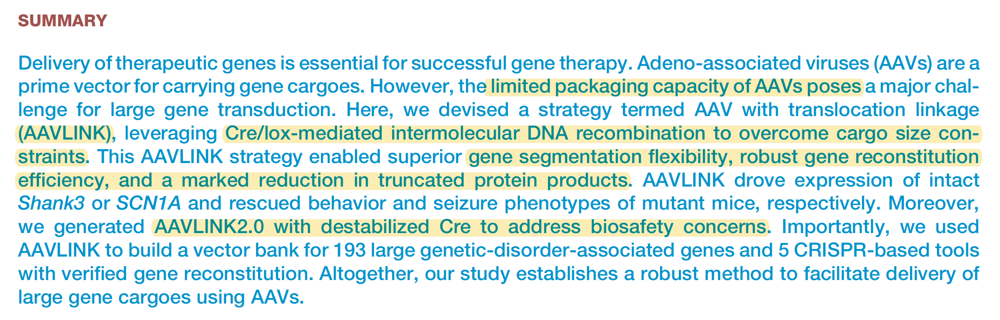 SUMMARY
Delivery of therapeutic genes is essential for successful gene therapy. Adeno-associated viruses (AAVs) are a
prime vector for carrying gene cargoes. However, the limited packaging capacity of AAVs poses a major chal-
lenge for large gene transduction. Here, we devised a strategy termed AAV with translocation linkage
(AAVLINK), leveraging Cre/lox-mediated intermolecular DNA recombination to overcome cargo size con-
straints. This AAVLINK strategy enabled superior gene segmentation flexibility, robust gene reconstitution
efficiency, and a marked reduction in truncated protein products. AAVLINK drove expression of intact
Shank3 or SCN1A and rescued behavior and seizure phenotypes of mutant mice, respectively. Moreover,
we generated AAVLINK2.0 with destabilized Cre to address biosafety concerns. Importantly, we used
AAVLINK to build a vector bank for 193 large genetic-disorder-associated genes and 5 CRISPR-based tools
with verified gene reconstitution. Altogether, our study establishes a robust method to facilitate delivery of
large gene cargoes using AAVs.